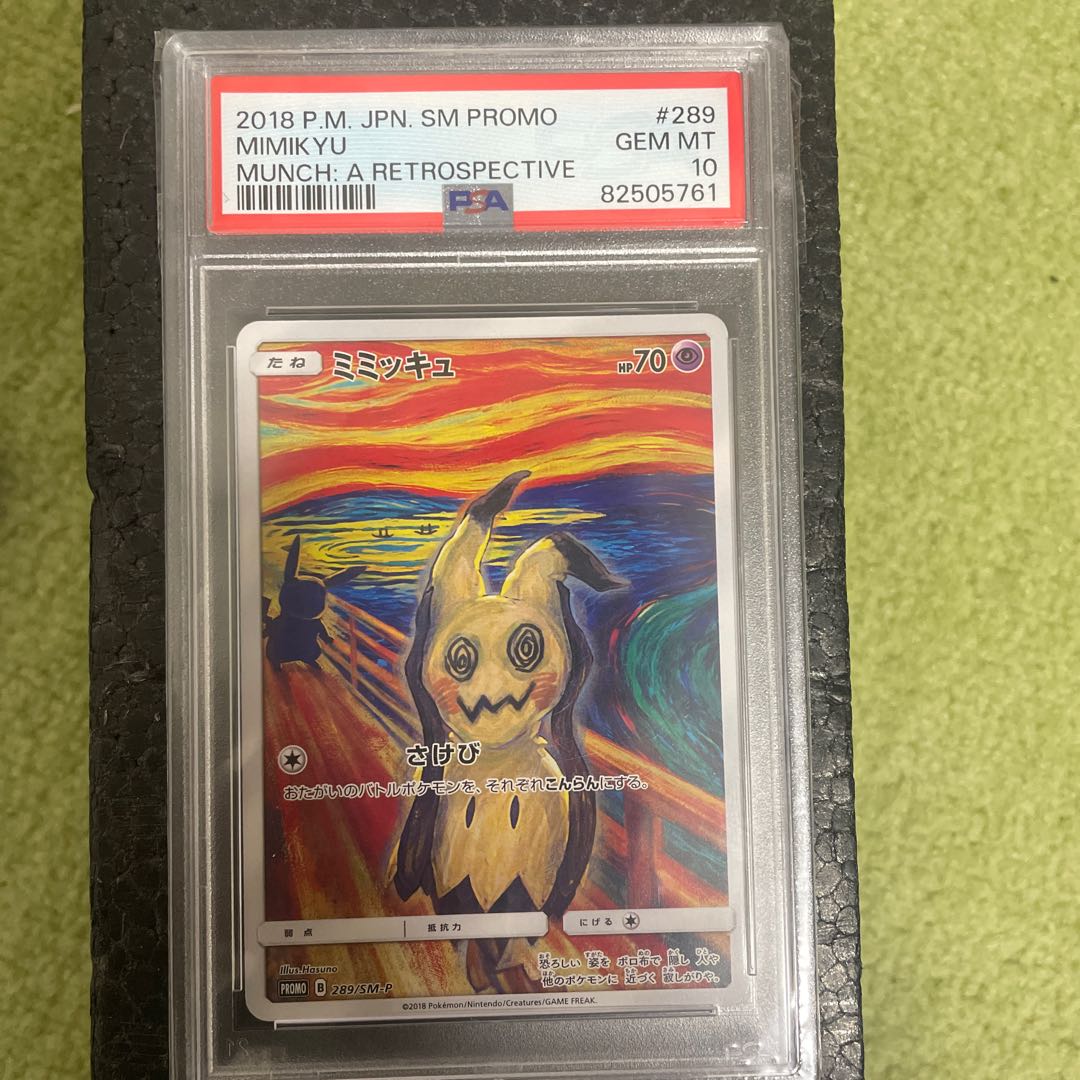 2018 P.M. JPN. SM PROMO #289
MIMIKYU GEM MT
MUNCH: A RETROSPECTIVE 10
PSA 82505761
たね ミミッキュ HP70
さけび
おたがいのバトルポケモンを、それぞれこんらんにする。
弱点 抵抗力 にげる
Illus.Hasuno
恐ろしい 姿を ボロ布で 隠し 人や
他のポケモンに 近づく 寂しがりや。
PROMO B 289/SM-P
©2018 Pokémon/Nintendo/Creatures/GAME FREAK.